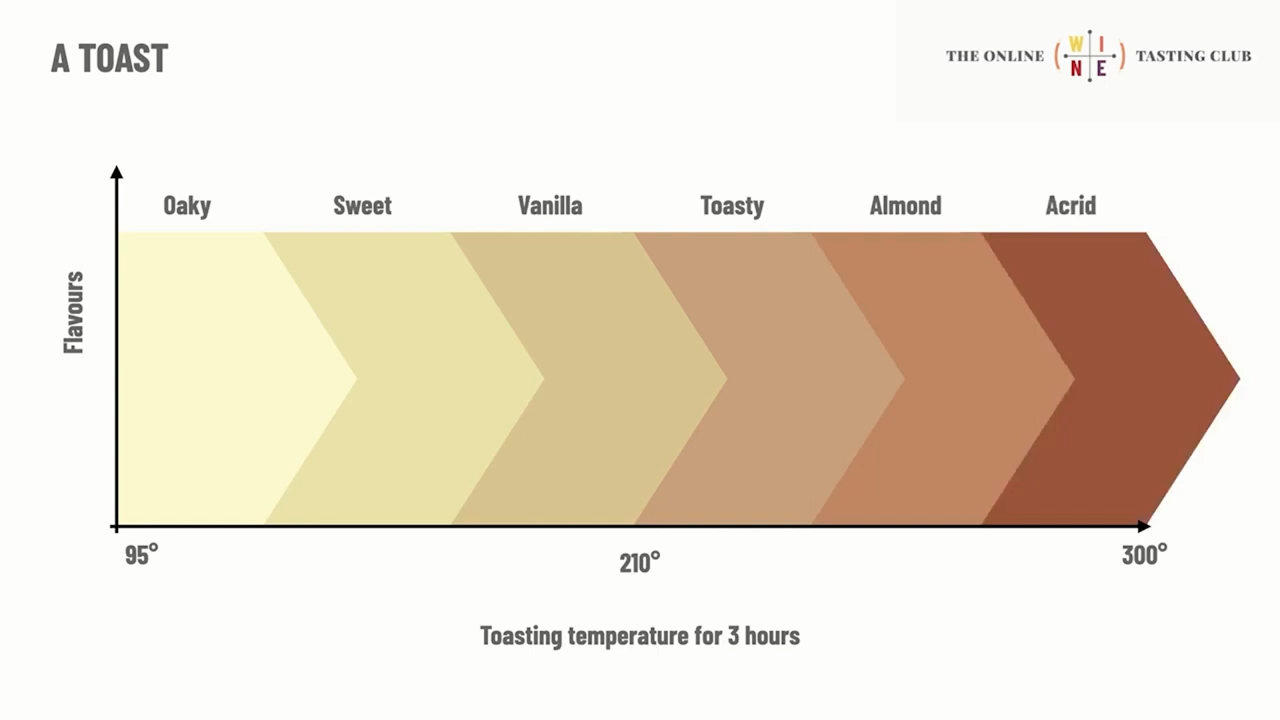 A TOAST
THE ONLINE WINE TASTING CLUB
Oaky Sweet Vanilla Toasty Almond Acrid
Flavours
95° 210° 300°
Toasting temperature for 3 hours